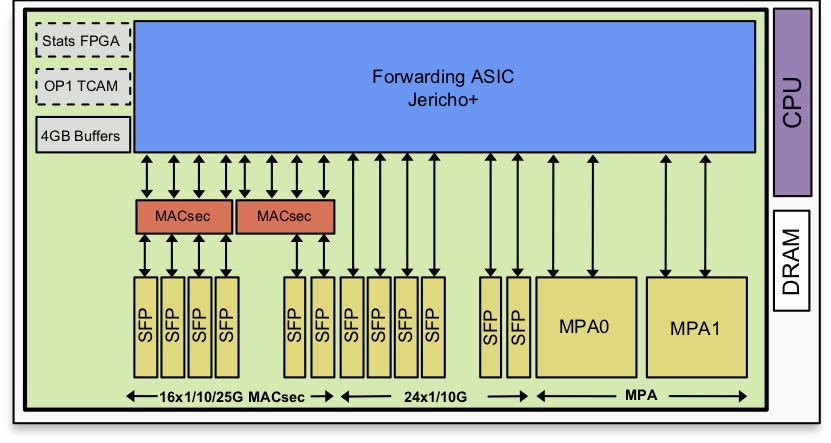 Stats FPGA
OP1 TCAM
4GB Buffers
Forwarding ASIC
Jericho+
CPU
DRAM
MACsec
MACsec
SFP
SFP
SFP
SFP
SFP
SFP
SFP
SFP
SFP
SFP
SFP
SFP
MPA0
MPA1
16x1/10/25G MACsec
24x1/10G
MPA